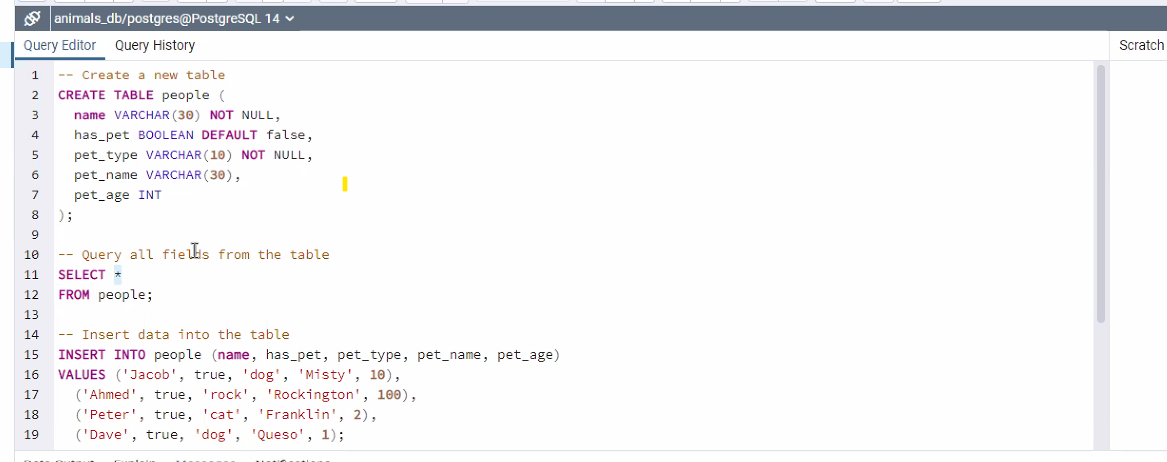 animals_db/postgres@PostgreSQL 14
Query Editor Query History Scratch
1 -- Create a new table
2 CREATE TABLE people (
3 name VARCHAR(30) NOT NULL,
4 has_pet BOOLEAN DEFAULT false,
5 pet_type VARCHAR(10) NOT NULL,
6 pet_name VARCHAR(30),
7 pet_age INT
8 );
9
10 -- Query all fields from the table
11 SELECT *
12 FROM people;
13
14 -- Insert data into the table
15 INSERT INTO people (name, has_pet, pet_type, pet_name, pet_age)
16 VALUES ('Jacob', true, 'dog', 'Misty', 10),
17 ('Ahmed', true, 'rock', 'Rockington', 100),
18 ('Peter', true, 'cat', 'Franklin', 2),
19 ('Dave', true, 'dog', 'Queso', 1);